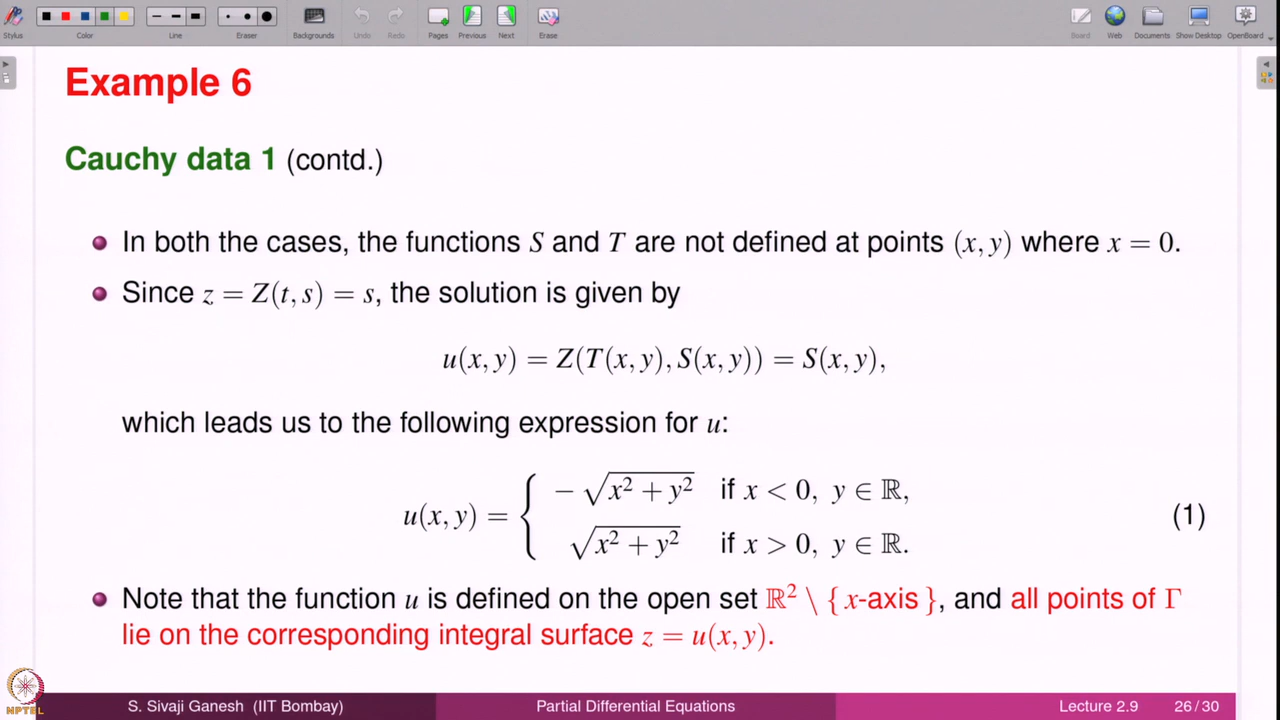 Stylus
Color
Line
Eraser
Backgrounds
Undo
Redo
Pages
Previous
Next
Erase
Board
Web
Documents
Show Desktop
OpenBoard
Example 6
Cauchy data 1 (contd.)
In both the cases, the functions S and T are not defined at points (x, y) where x = 0.
Since z = Z(t, s) = s, the solution is given by
u(x, y) = Z(T(x, y), S(x, y)) = S(x, y),
which leads us to the following expression for u:
u(x, y) = { −√(x² + y²) if x < 0, y ∈ ℝ,
√(x² + y²) if x > 0, y ∈ ℝ. (1)
Note that the function u is defined on the open set ℝ² \ { x-axis }, and all points of Γ
lie on the corresponding integral surface z = u(x, y).
NPTEL
S. Sivaji Ganesh (IIT Bombay) Partial Differential Equations Lecture 2.9 26/30